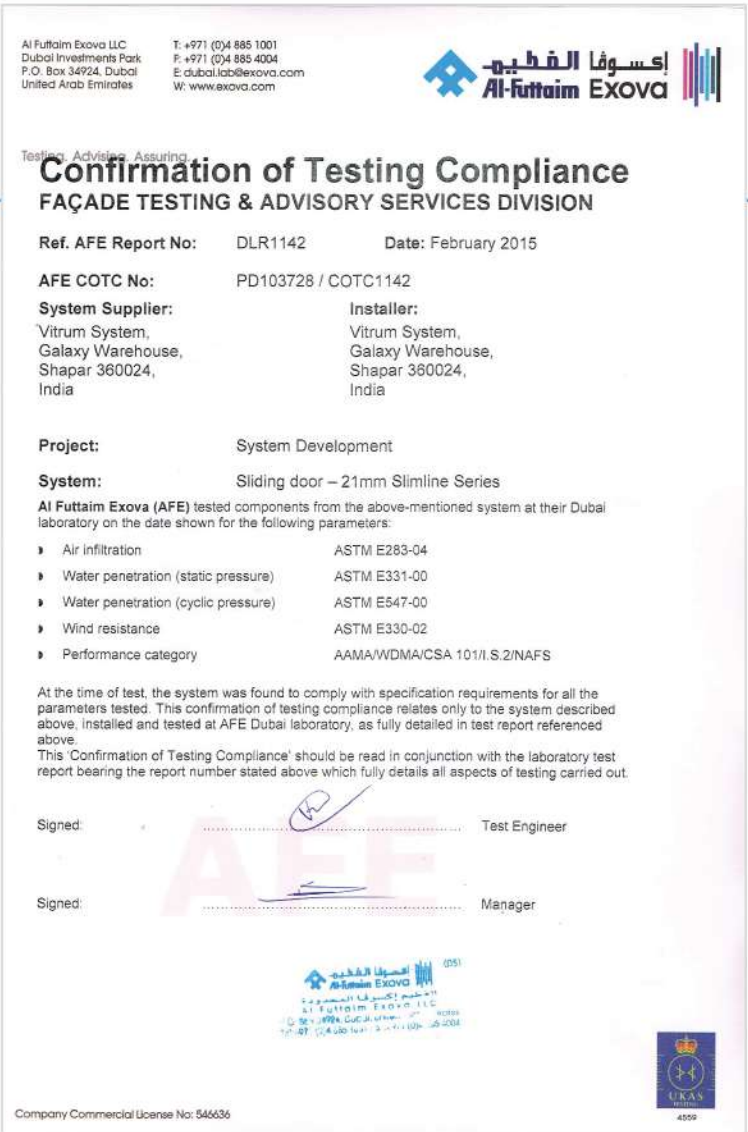 Al Futtaim Exova LLC
Dubai Investments Park
P.O. Box 34924, Dubai
United Arab Emirates
T: +971 (0)4 885 1001
F: +971 (0)4 885 4004
E: dubai.lab@exova.com
W: www.exova.com
الفطيم إكسوفا
Al-Futtaim Exova
Testing. Advising. Assuring.
Confirmation of Testing Compliance
FAÇADE TESTING & ADVISORY SERVICES DIVISION
Ref. AFE Report No: DLR1142 Date: February 2015
AFE COTC No: PD103728 / COTC1142
System Supplier:
Vitrum System,
Galaxy Warehouse,
Shapar 360024,
India
Installer:
Vitrum System,
Galaxy Warehouse,
Shapar 360024,
India
Project: System Development
System: Sliding door – 21mm Slimline Series
Al Futtaim Exova (AFE) tested components from the above-mentioned system at their Dubai
laboratory on the date shown for the following parameters:
Air infiltration ASTM E283-04
Water penetration (static pressure) ASTM E331-00
Water penetration (cyclic pressure) ASTM E547-00
Wind resistance ASTM E330-02
Performance category AAMA/WDMA/CSA 101/I.S.2/NAFS
At the time of test, the system was found to comply with specification requirements for all the
parameters tested. This confirmation of testing compliance relates only to the system described
above, installed and tested at AFE Dubai laboratory, as fully detailed in test report referenced
above.
This 'Confirmation of Testing Compliance' should be read in conjunction with the laboratory test
report bearing the report number stated above which fully details all aspects of testing carried out.
Signed: Test Engineer
AFE
Signed: Manager
الفطيم إكسوفا (05)
Al-Futtaim Exova
Al Futtaim Exova LLC
UKAS
TESTING
4559
Company Commercial License No: 546636